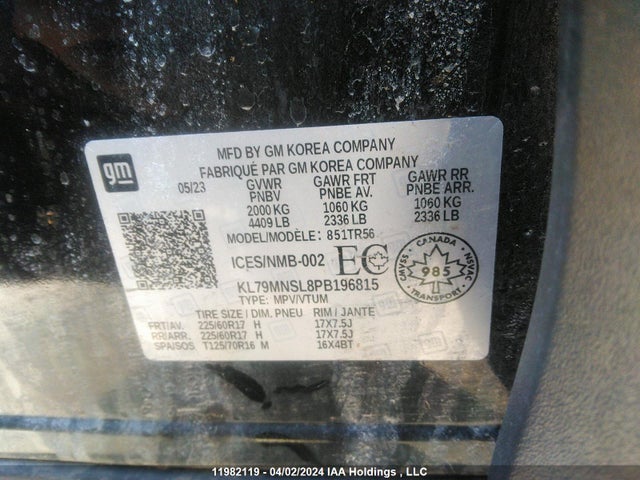 MFD BY GM KOREA COMPANY
FABRIQUÉ PAR GM KOREA COMPANY
gm
05/23 GVWR GAWR FRT GAWR RR
PNBV PNBE AV. PNBE ARR.
2000 KG 1060 KG 1060 KG
4409 LB 2336 LB 2336 LB
MODEL/MODÈLE: 851TR56
ICES/NMB-002 EC
CANADA
CMVSS 985 NSVAC
KL79MNSL8PB196815
TYPE: MPV/VTUM
TIRE SIZE / DIM. PNEU RIM / JANTE
FRT/AV. 225/60R17 H 17X7.5J
RR/ARR. 225/60R17 H 17X7.5J
SPA/SOS T125/70R16 M 16X4BT
11982119 - 04/02/2024 IAA Holdings , LLC